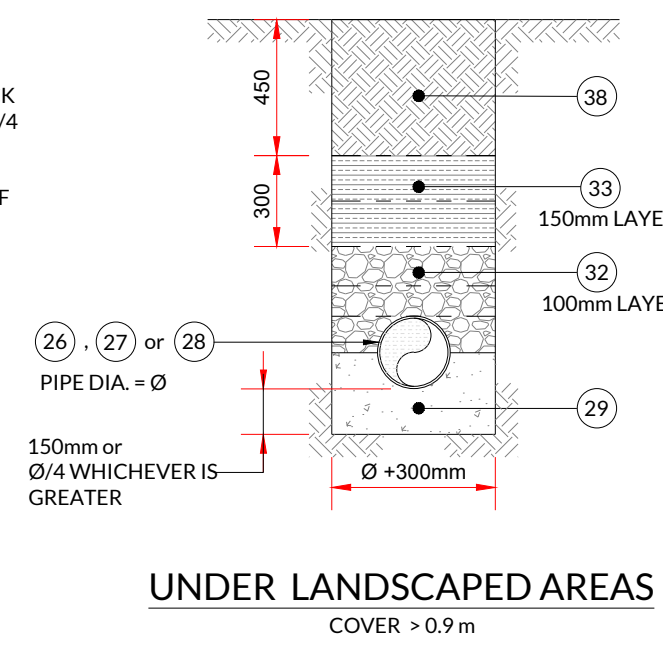 K
/4
F
450
38
300
33
150mm LAYE
32
100mm LAYE
26 , 27 or 28
PIPE DIA. = Ø
29
150mm or
Ø/4 WHICHEVER IS
GREATER
Ø +300mm
UNDER LANDSCAPED AREAS
COVER > 0.9 m